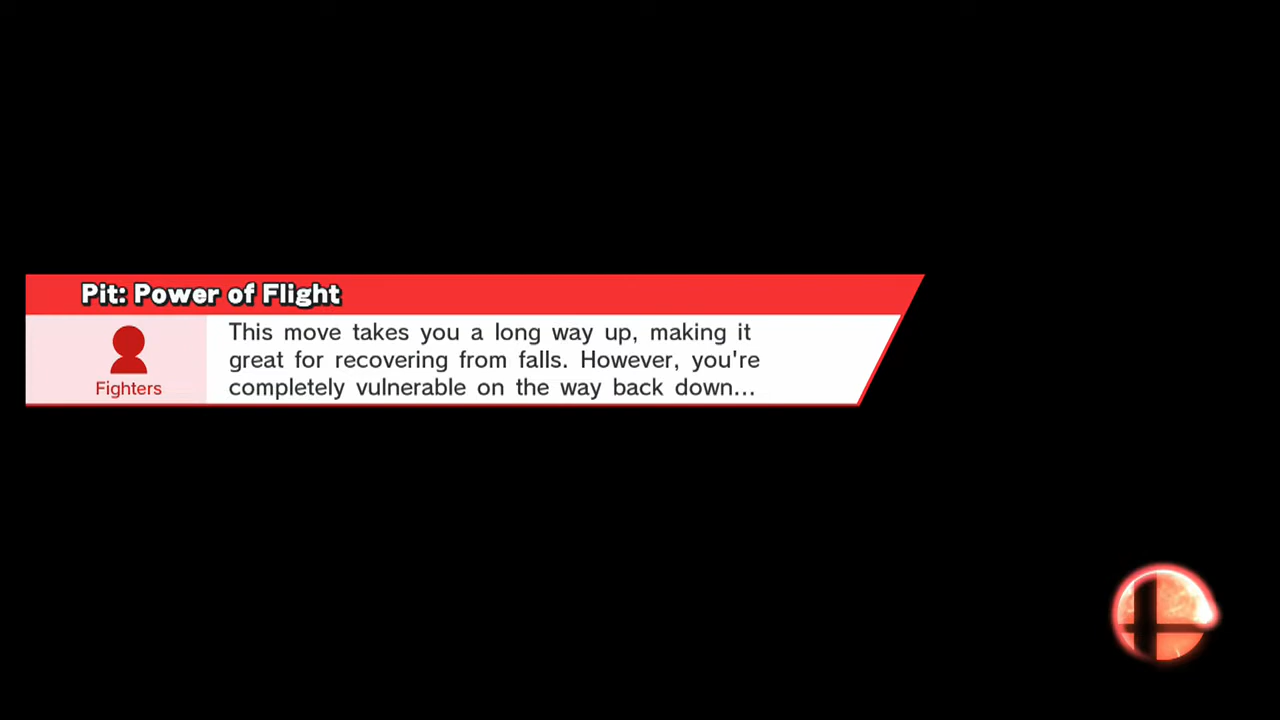 Pit: Power of Flight
This move takes you a long way up, making it
great for recovering from falls. However, you're
completely vulnerable on the way back down...
Fighters